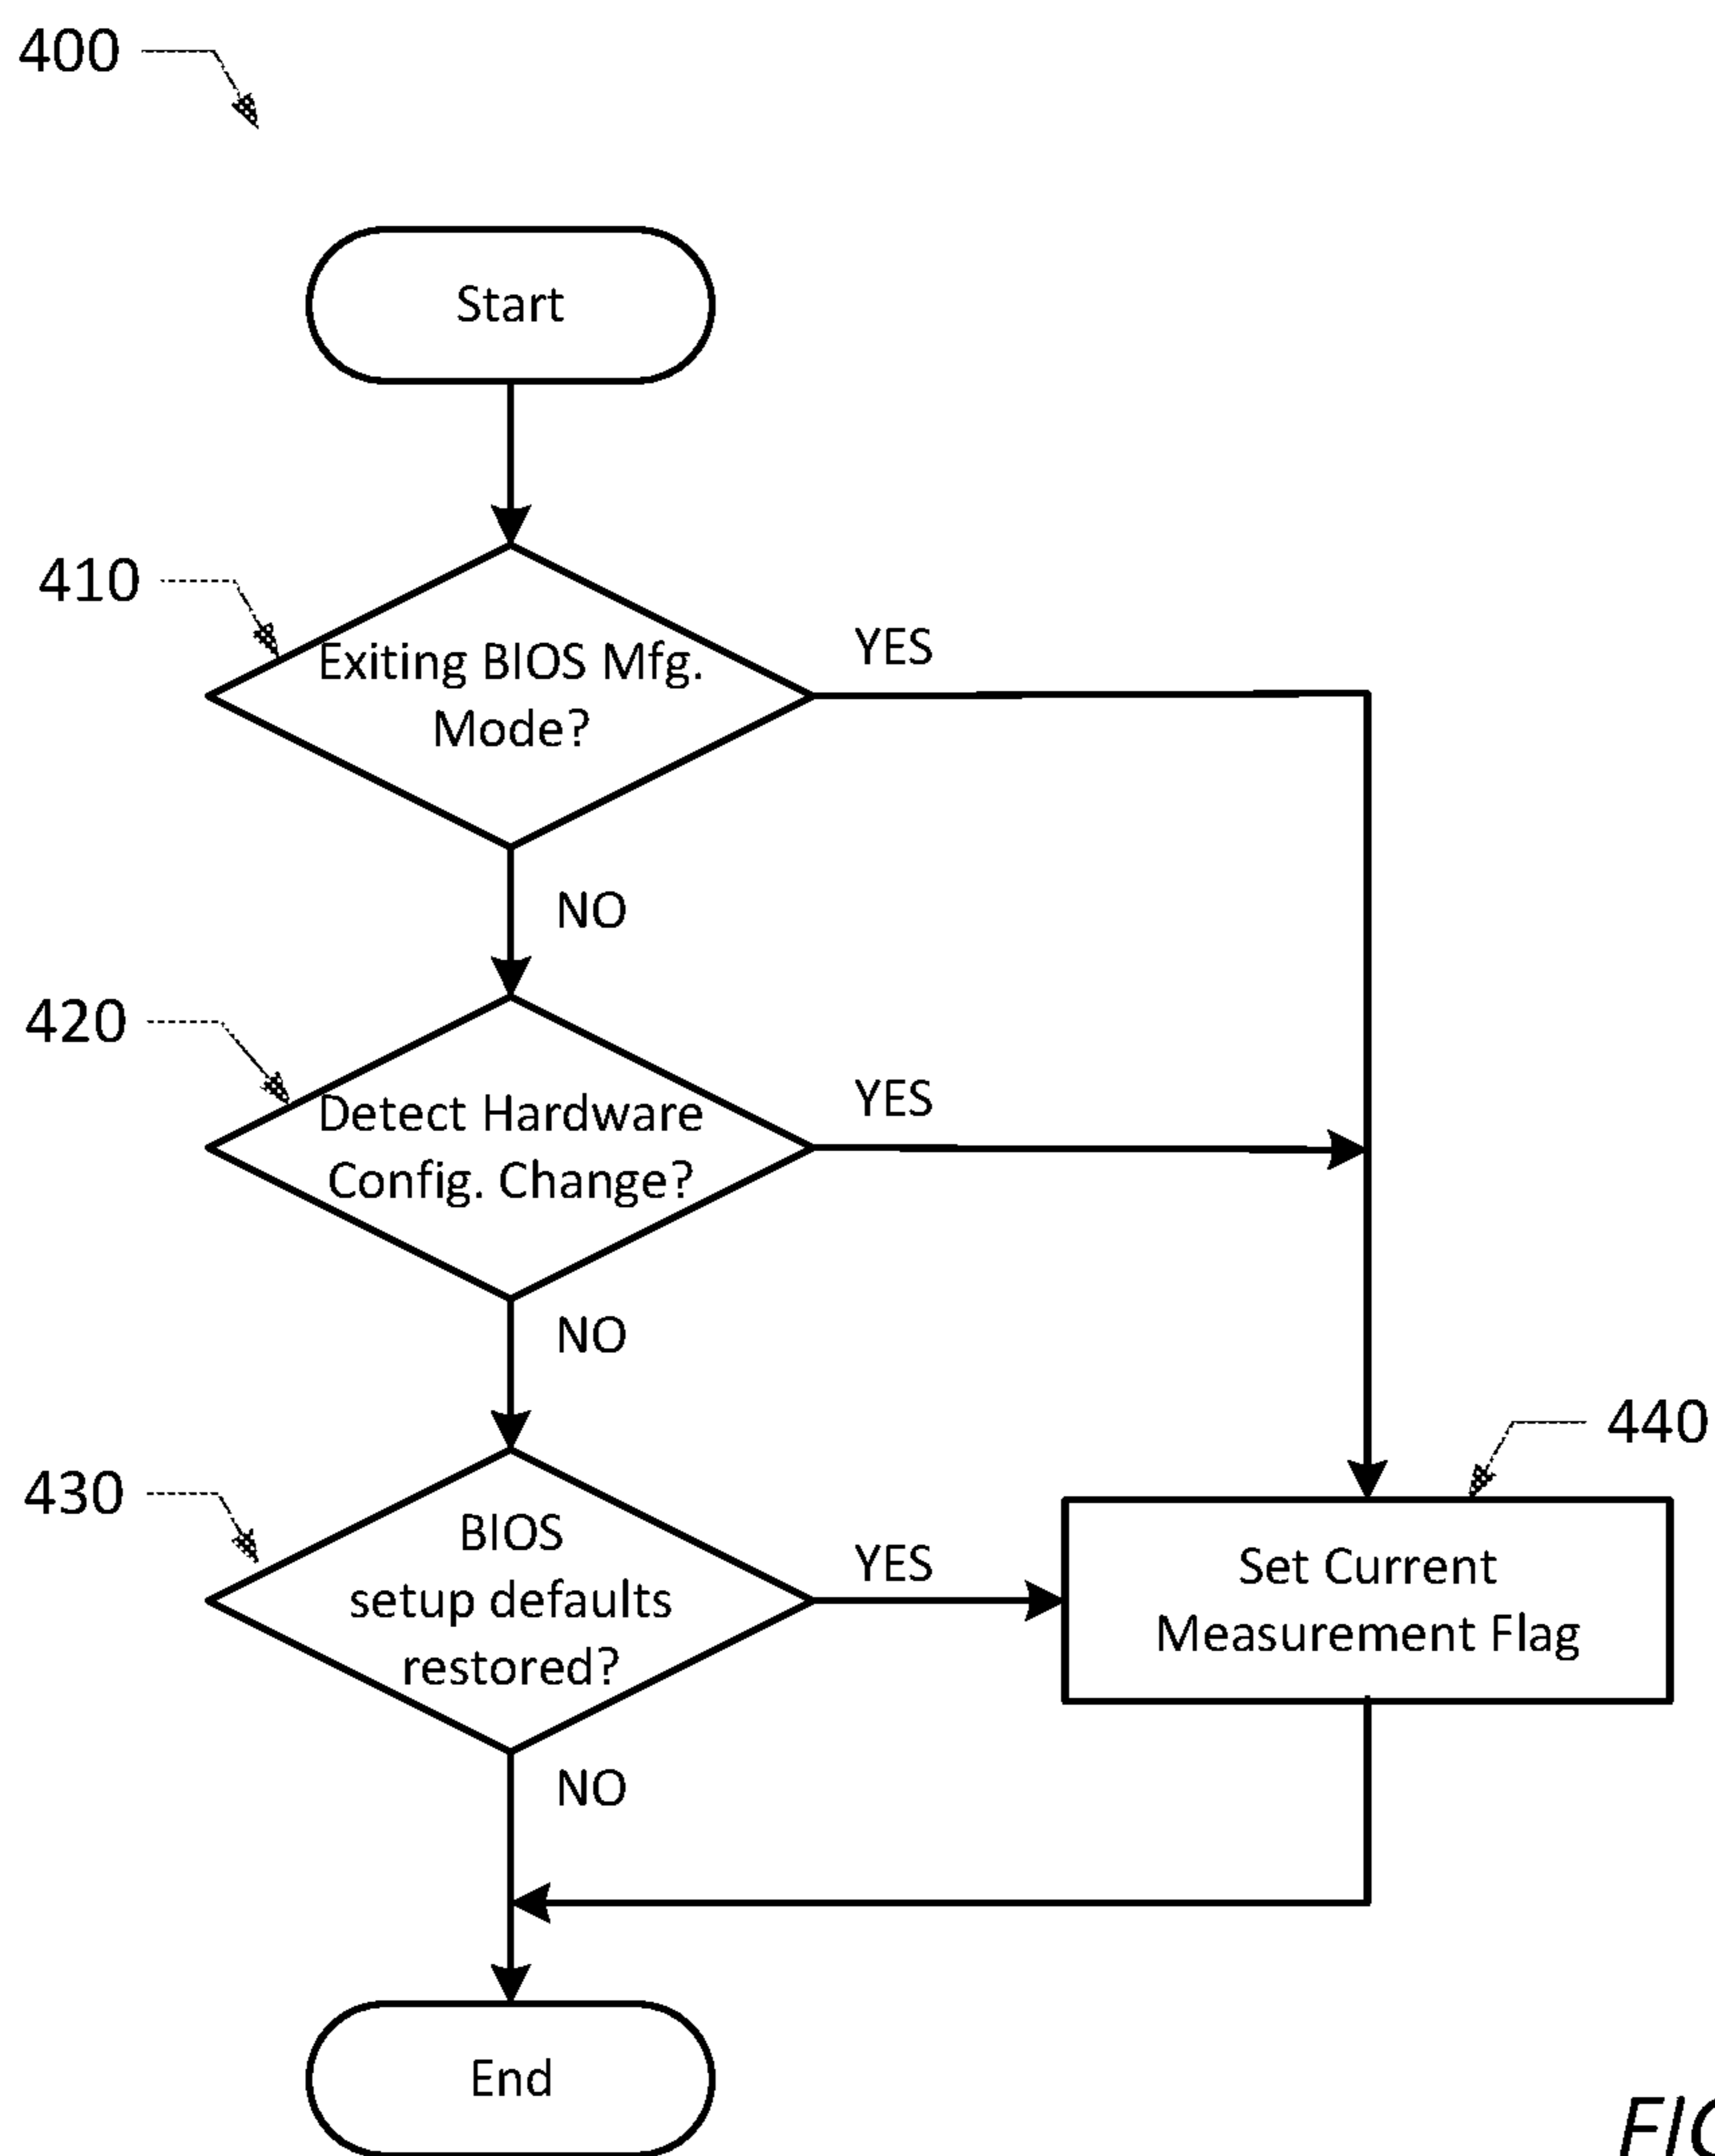 400
Start
410
Exiting BIOS Mfg.
Mode?
YES
NO
420
Detect Hardware
Config. Change?
YES
NO
430
BIOS
setup defaults
restored?
YES
440
Set Current
Measurement Flag
NO
End